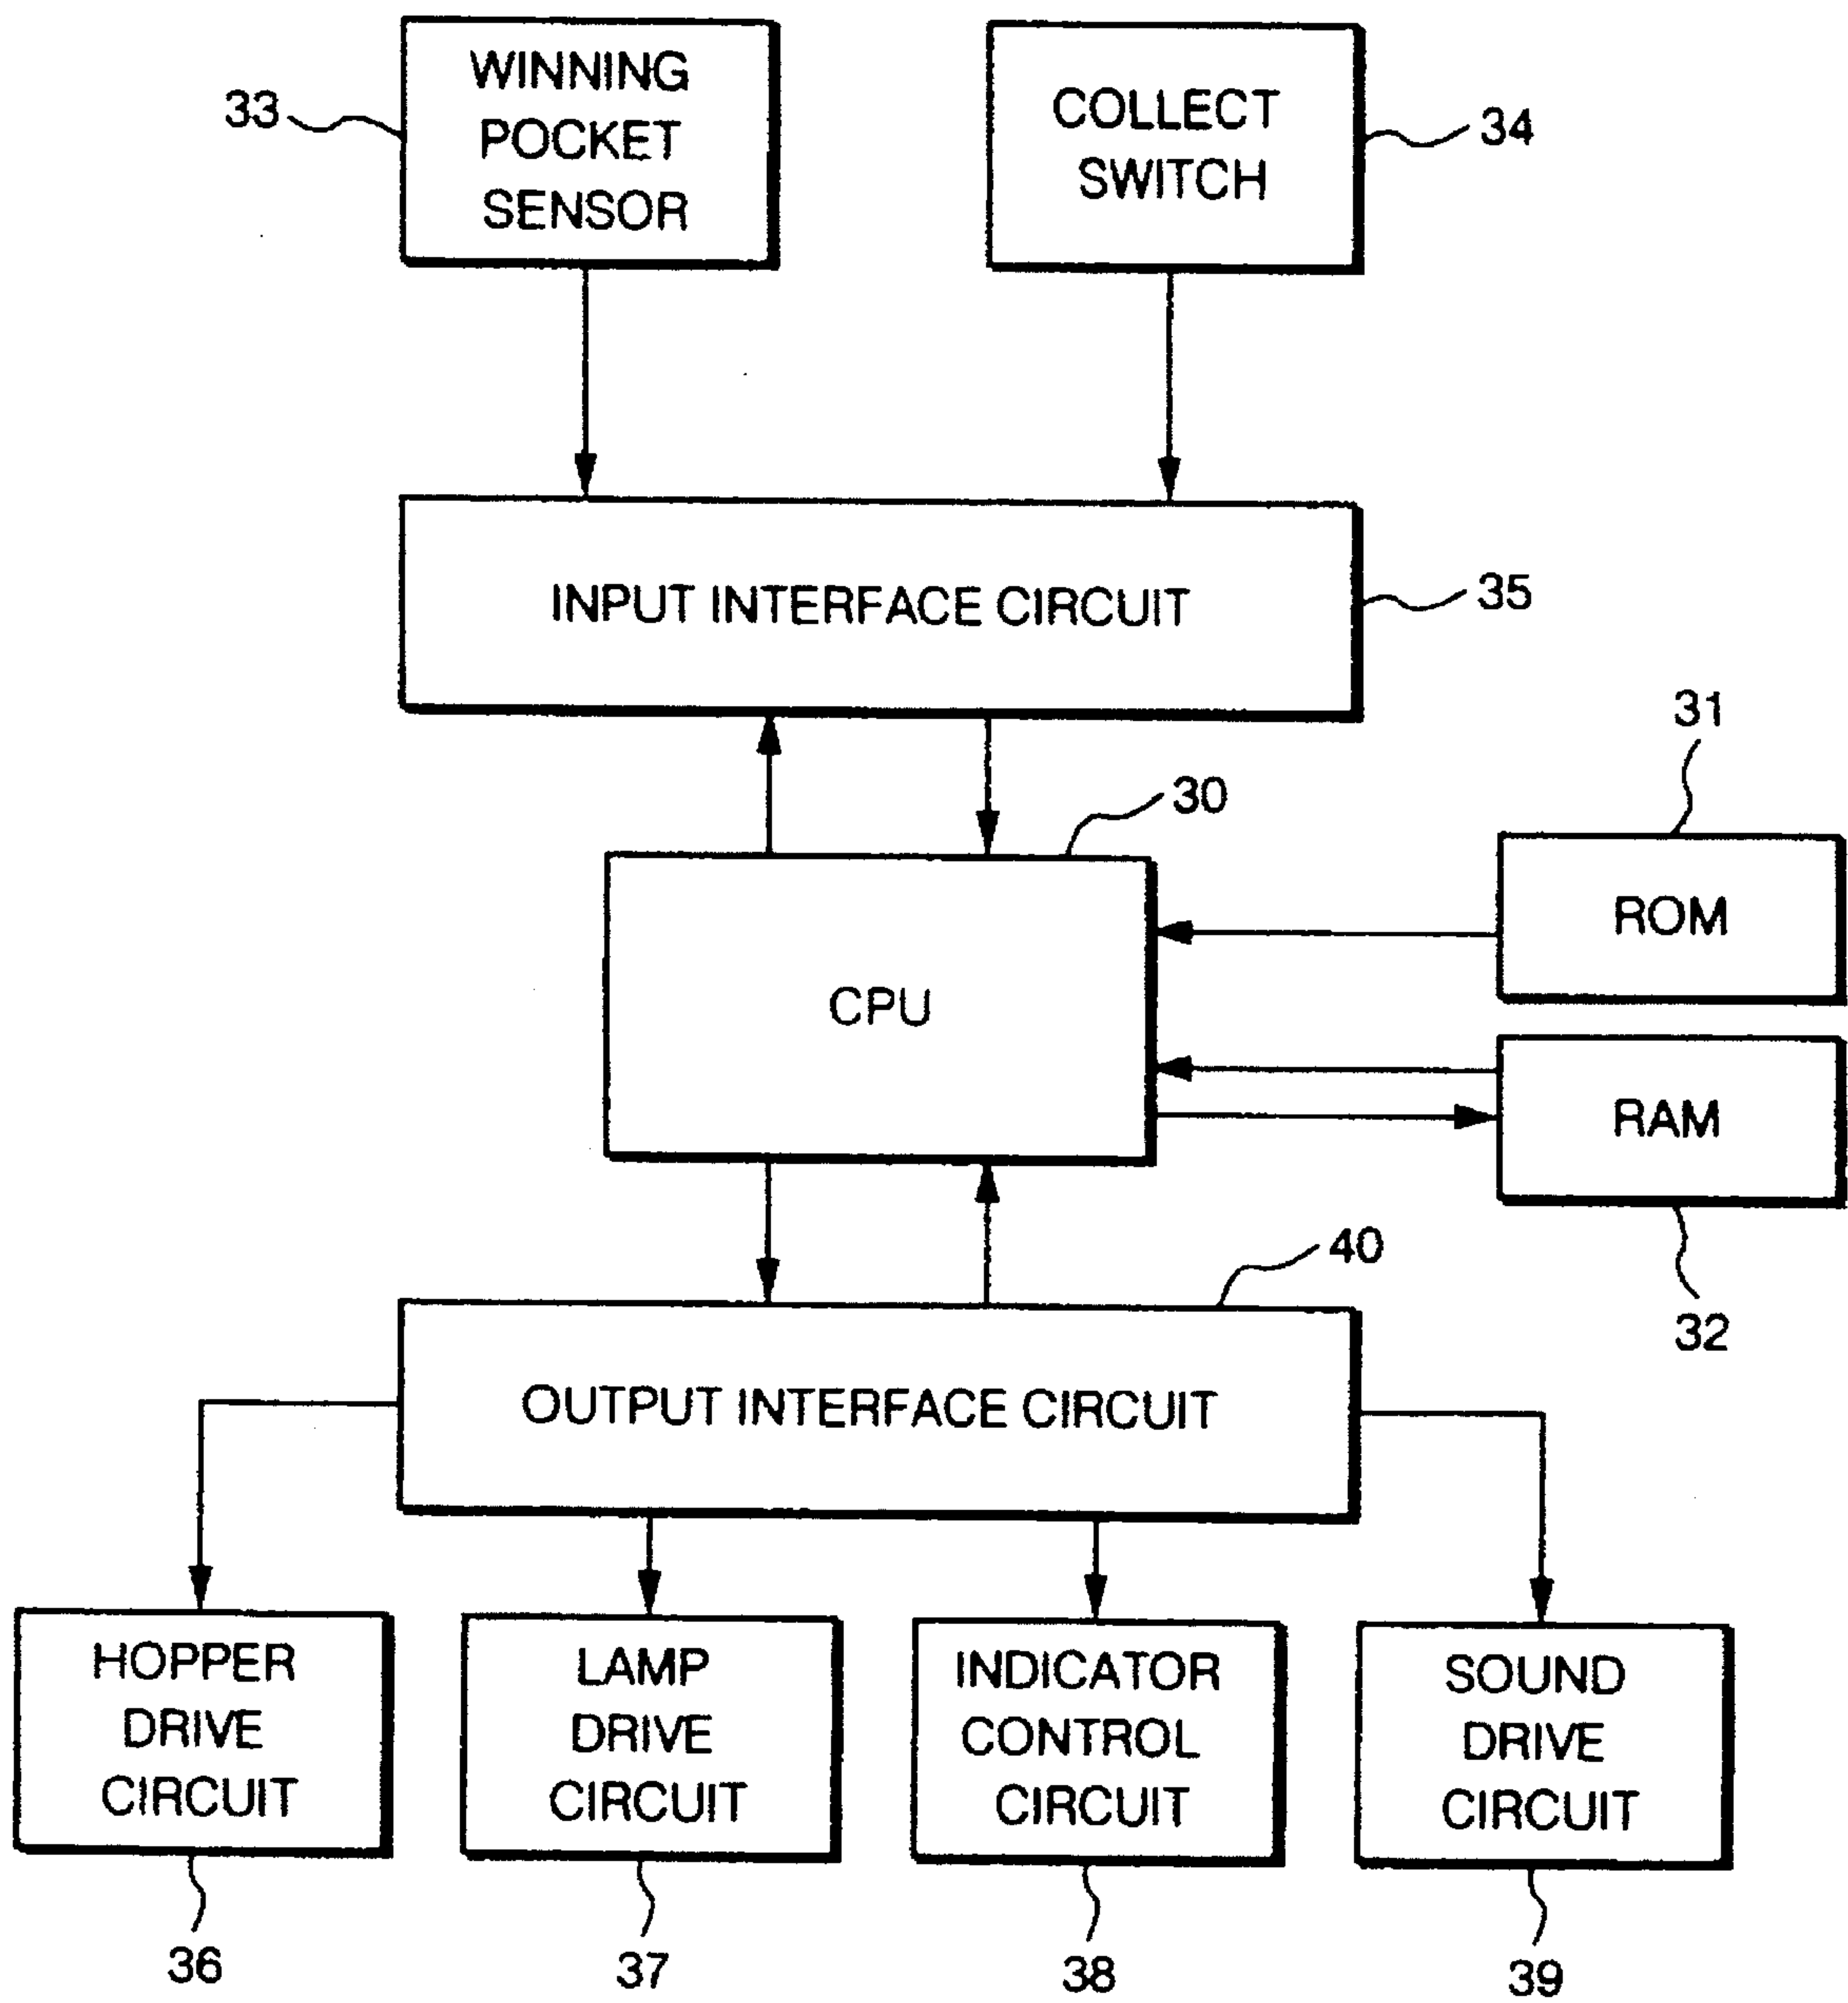 WINNING
POCKET
SENSOR
33
COLLECT
SWITCH
34
INPUT INTERFACE CIRCUIT
35
31
30
ROM
CPU
RAM
32
40
OUTPUT INTERFACE CIRCUIT
HOPPER
DRIVE
CIRCUIT
LAMP
DRIVE
CIRCUIT
INDICATOR
CONTROL
CIRCUIT
SOUND
DRIVE
CIRCUIT
36
37
38
39